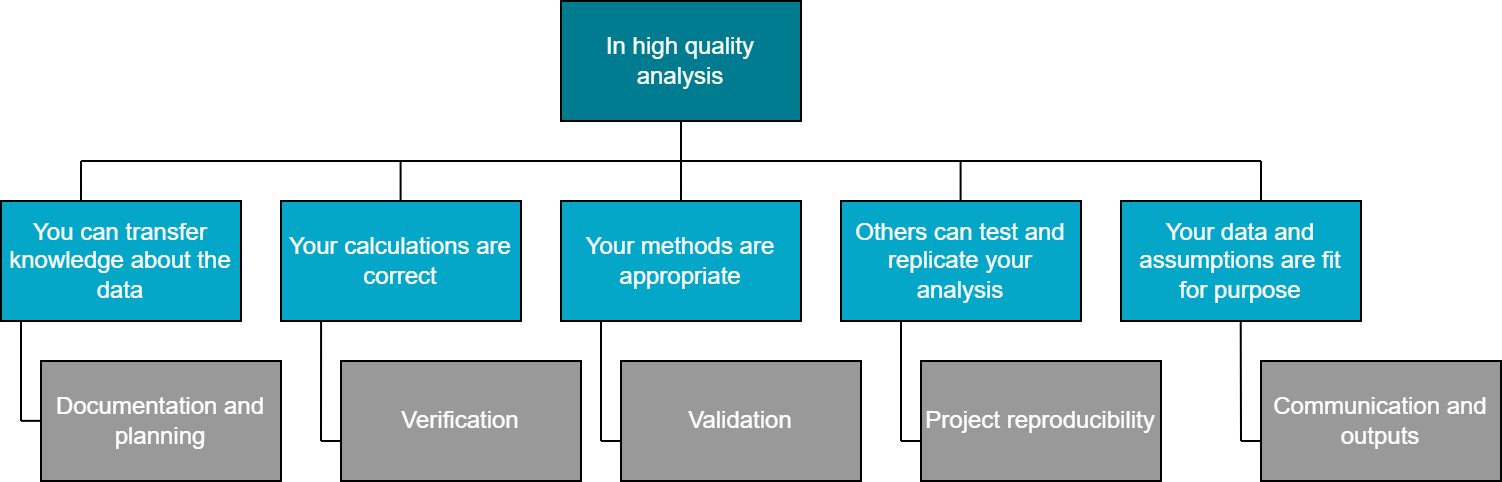 In high quality
analysis
You can transfer
knowledge about the
data
Your calculations are
correct
Your methods are
appropriate
Others can test and
replicate your
analysis
Your data and
assumptions are fit
for purpose
Documentation and
planning
Verification
Validation
Project reproducibility
Communication and
outputs